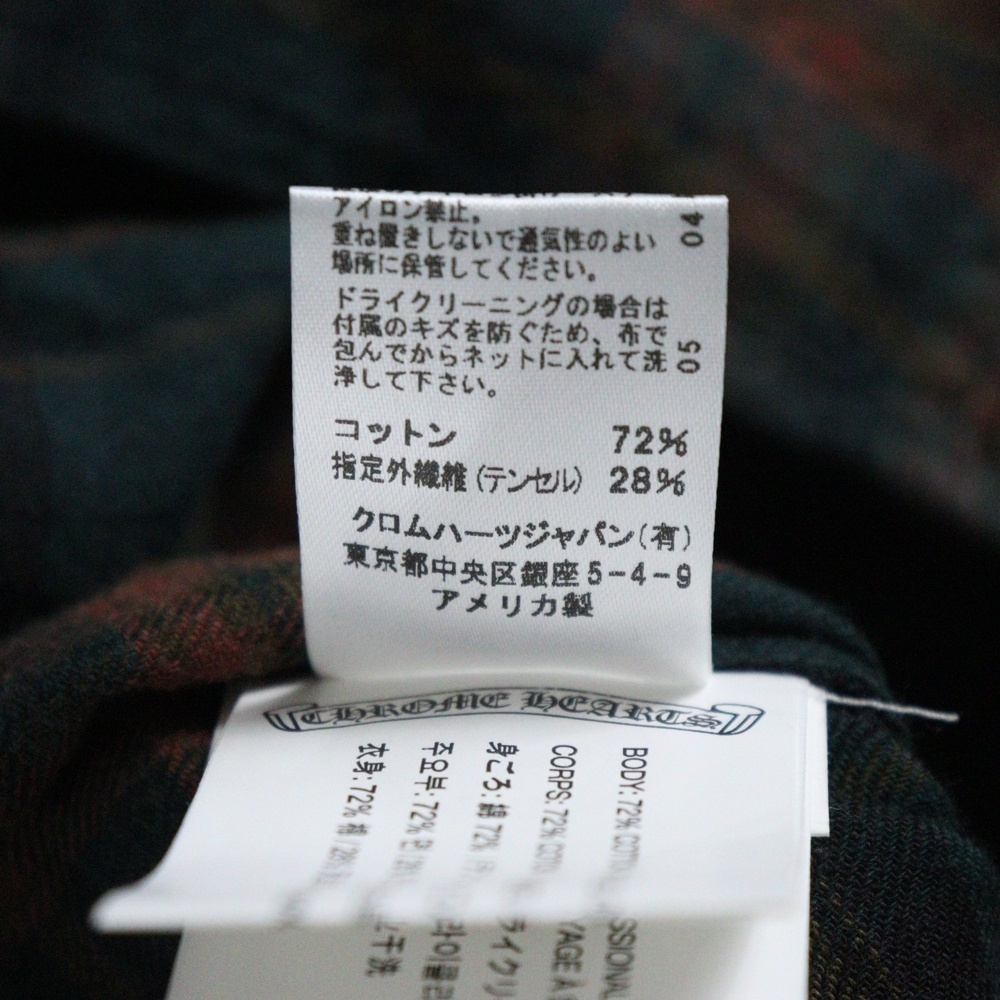 アイロン禁止。
重ね置きしないで通気性のよい
場所に保管してください。
04
ドライクリーニングの場合は
付属のキズを防ぐため、布で
包んでからネットに入れて洗
浄して下さい。
05
コットン 72%
指定外繊維(テンセル) 28%
クロムハーツジャパン(有)
東京都中央区銀座5-4-9
アメリカ製
CHROME HEARTS
BODY: 72%
CORPS: 72%
身ごろ: 綿 72%
주요부: 72% 면
衣身: 72% 棉